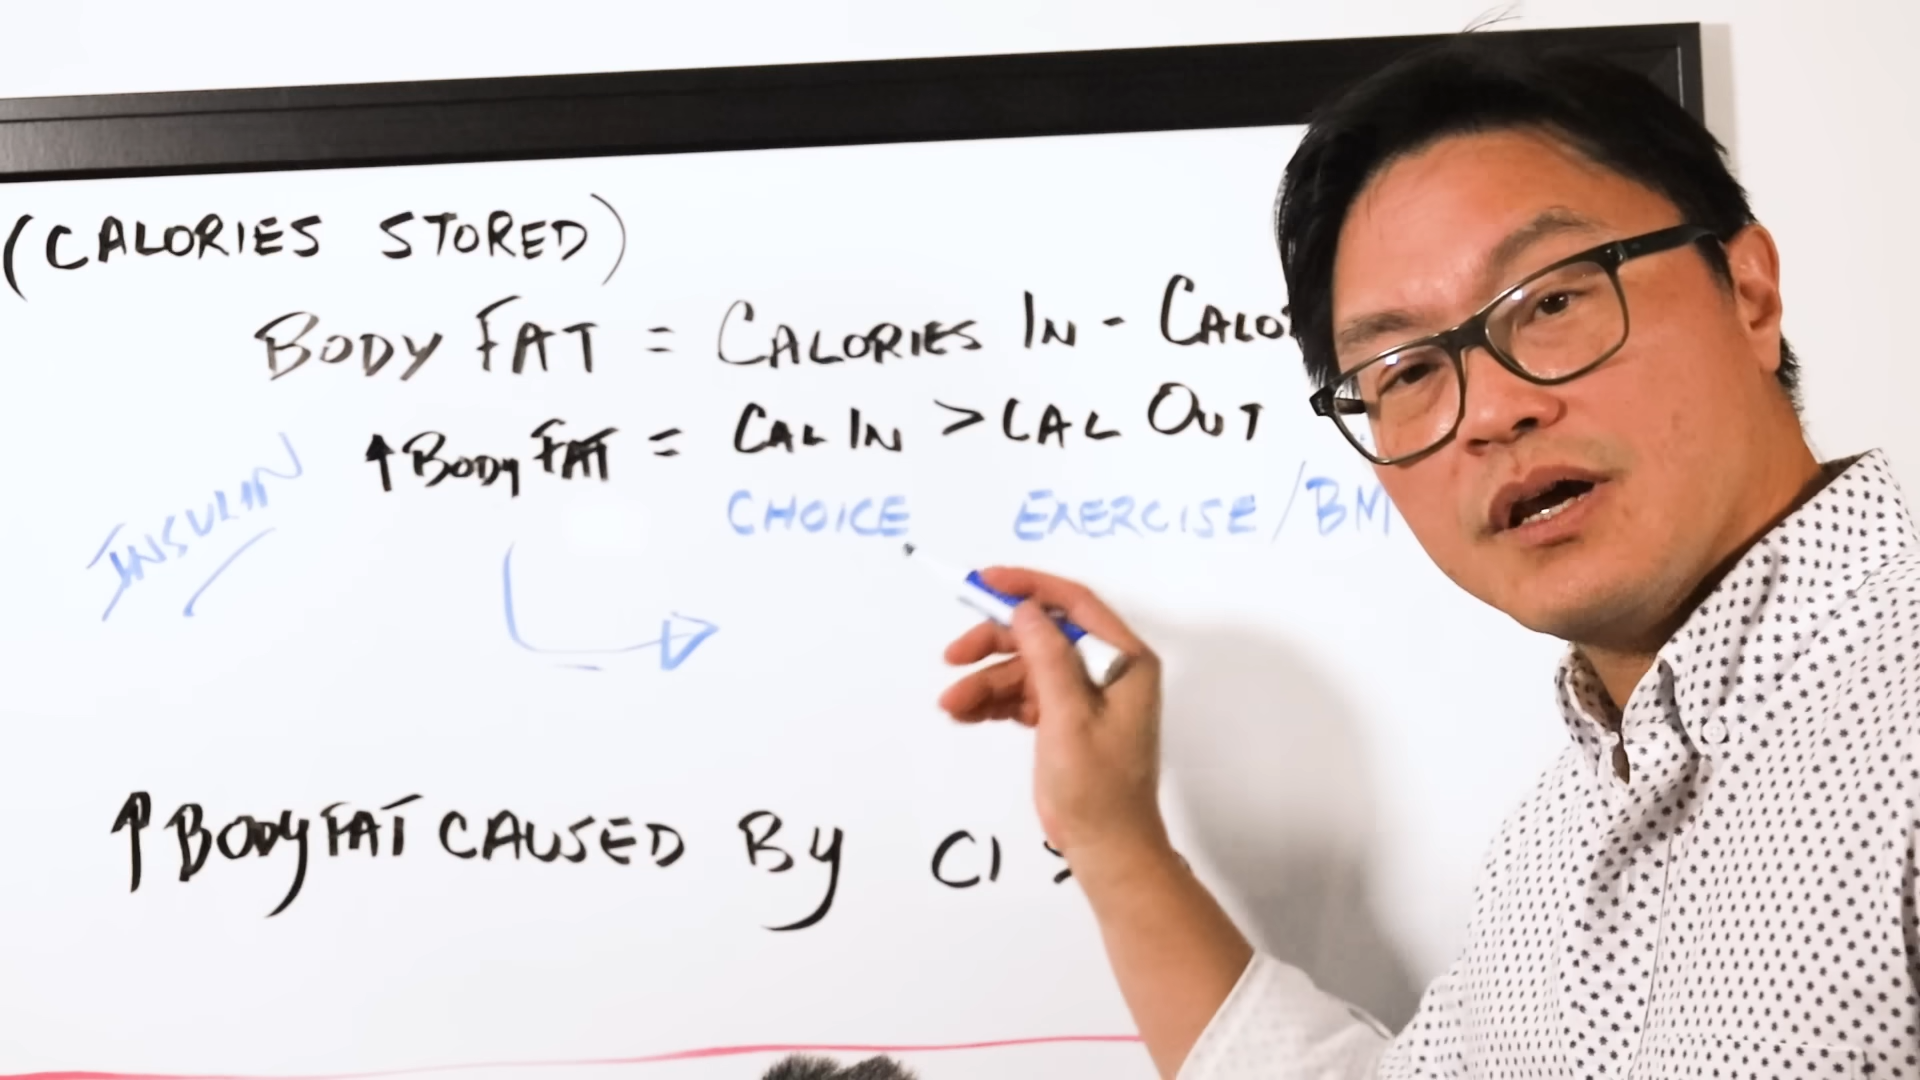 (CALORIES STORED)
BODY FAT = CALORIES IN - CALO
↑ BODY FAT = CAL IN > CAL OUT
INSULIN
CHOICE EXERCISE / BM
↑ BODY FAT CAUSED BY CI >